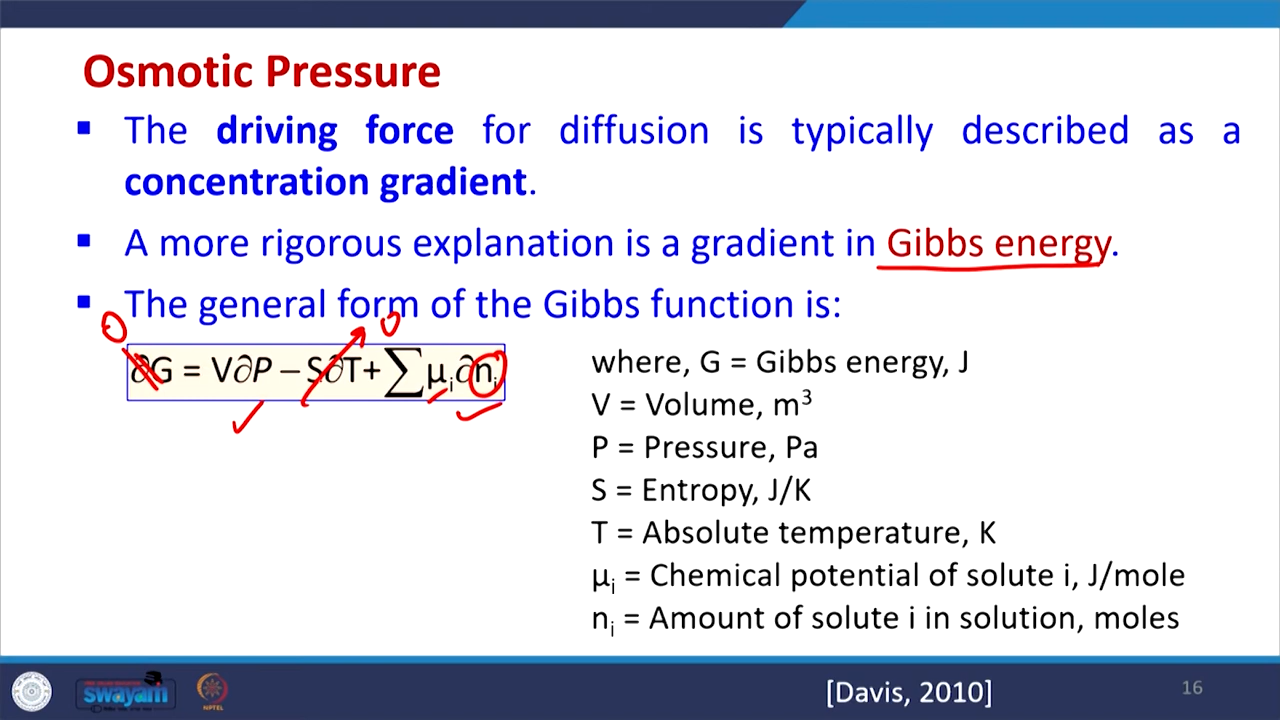 Osmotic Pressure
▪ The driving force for diffusion is typically described as a
concentration gradient.
▪ A more rigorous explanation is a gradient in Gibbs energy.
▪ The general form of the Gibbs function is:
0 0
∂G = V∂P – S∂T+ ∑ μᵢ∂nᵢ
where, G = Gibbs energy, J
V = Volume, m³
P = Pressure, Pa
S = Entropy, J/K
T = Absolute temperature, K
μᵢ = Chemical potential of solute i, J/mole
nᵢ = Amount of solute i in solution, moles
swayam
NPTEL
[Davis, 2010]
16